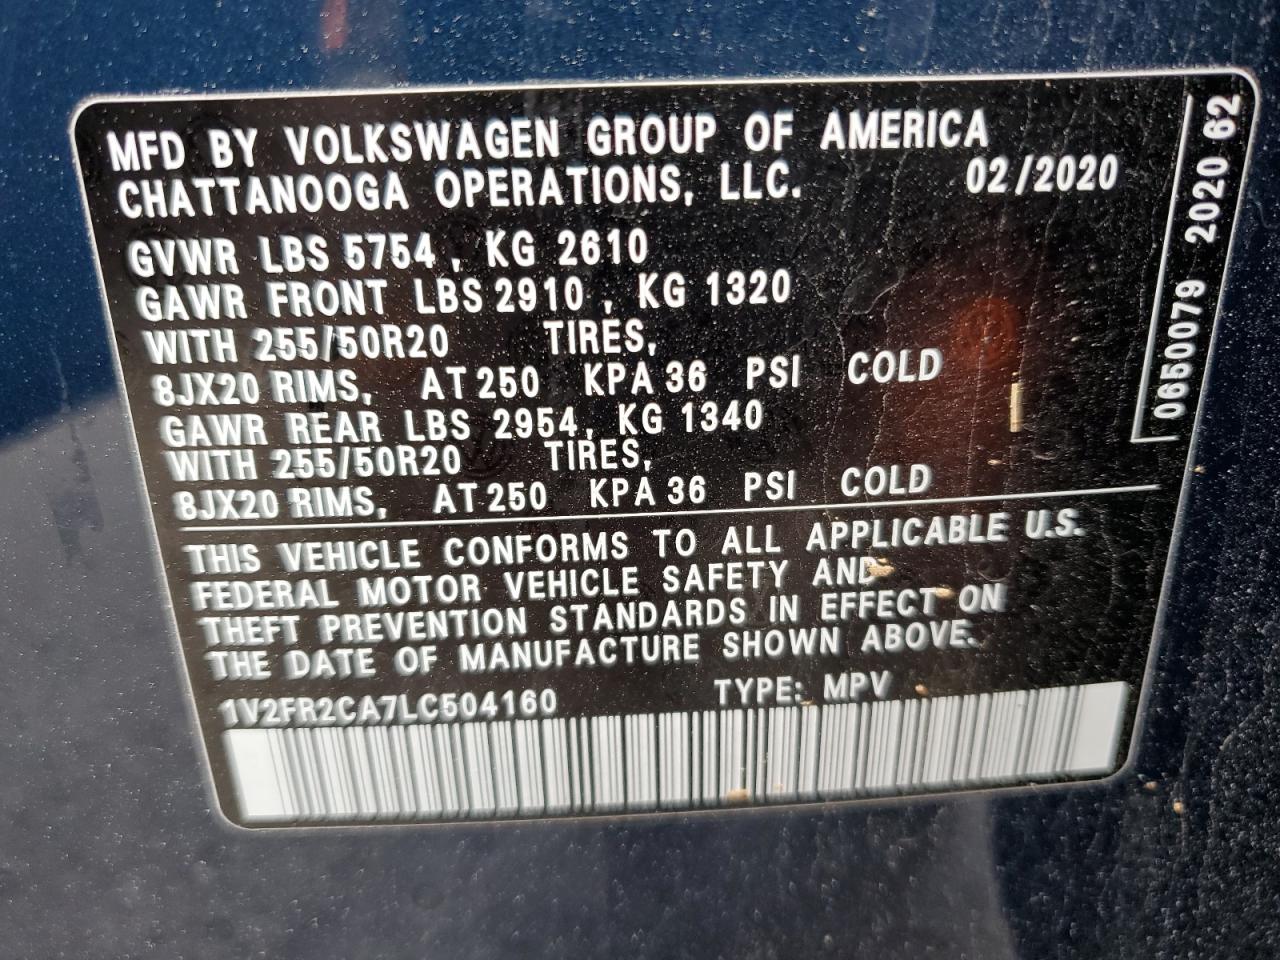 MFD BY VOLKSWAGEN GROUP OF AMERICA
CHATTANOOGA OPERATIONS, LLC. 02/2020
GVWR LBS 5754, KG 2610
GAWR FRONT LBS 2910, KG 1320
WITH 255/50R20 TIRES,
8JX20 RIMS, AT 250 KPA 36 PSI COLD
GAWR REAR LBS 2954, KG 1340
WITH 255/50R20 TIRES,
8JX20 RIMS, AT 250 KPA 36 PSI COLD
THIS VEHICLE CONFORMS TO ALL APPLICABLE U.S.
FEDERAL MOTOR VEHICLE SAFETY AND
THEFT PREVENTION STANDARDS IN EFFECT ON
THE DATE OF MANUFACTURE SHOWN ABOVE.
1V2FR2CA7LC504160 TYPE: MPV
0650079 2020 62